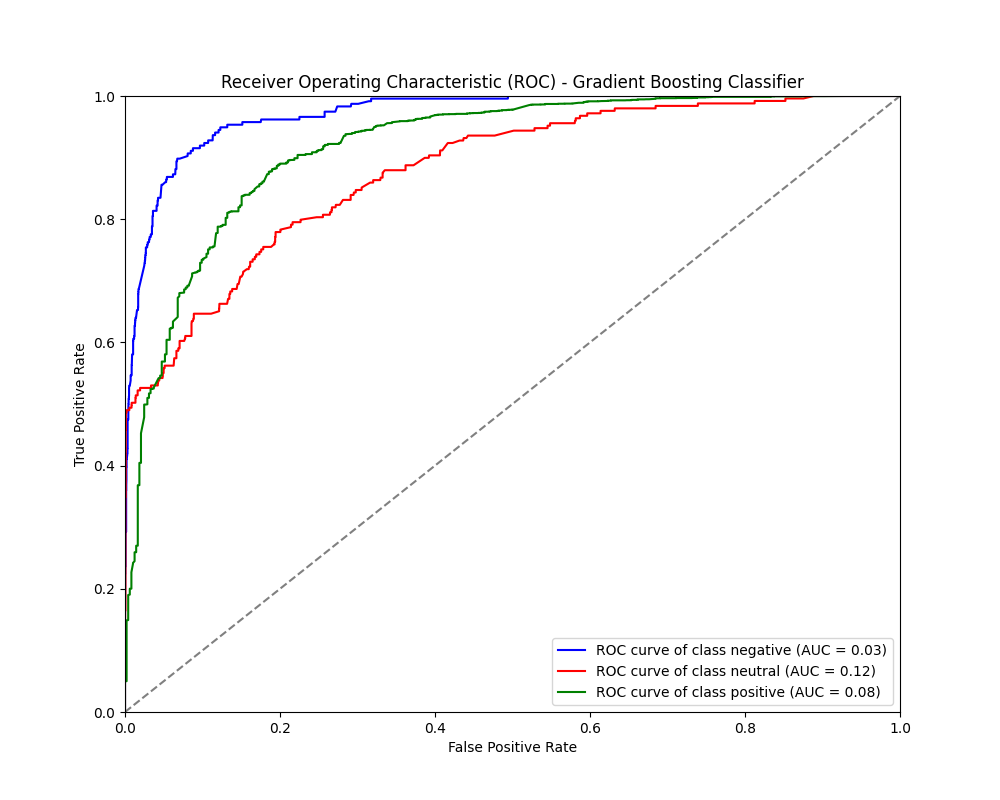 Receiver Operating Characteristic (ROC) - Gradient Boosting Classifier
1.0
0.8
0.6
0.4
0.2
0.0
True Positive Rate
ROC curve of class negative (AUC = 0.03)
ROC curve of class neutral (AUC = 0.12)
ROC curve of class positive (AUC = 0.08)
0.0 0.2 0.4 0.6 0.8 1.0
False Positive Rate